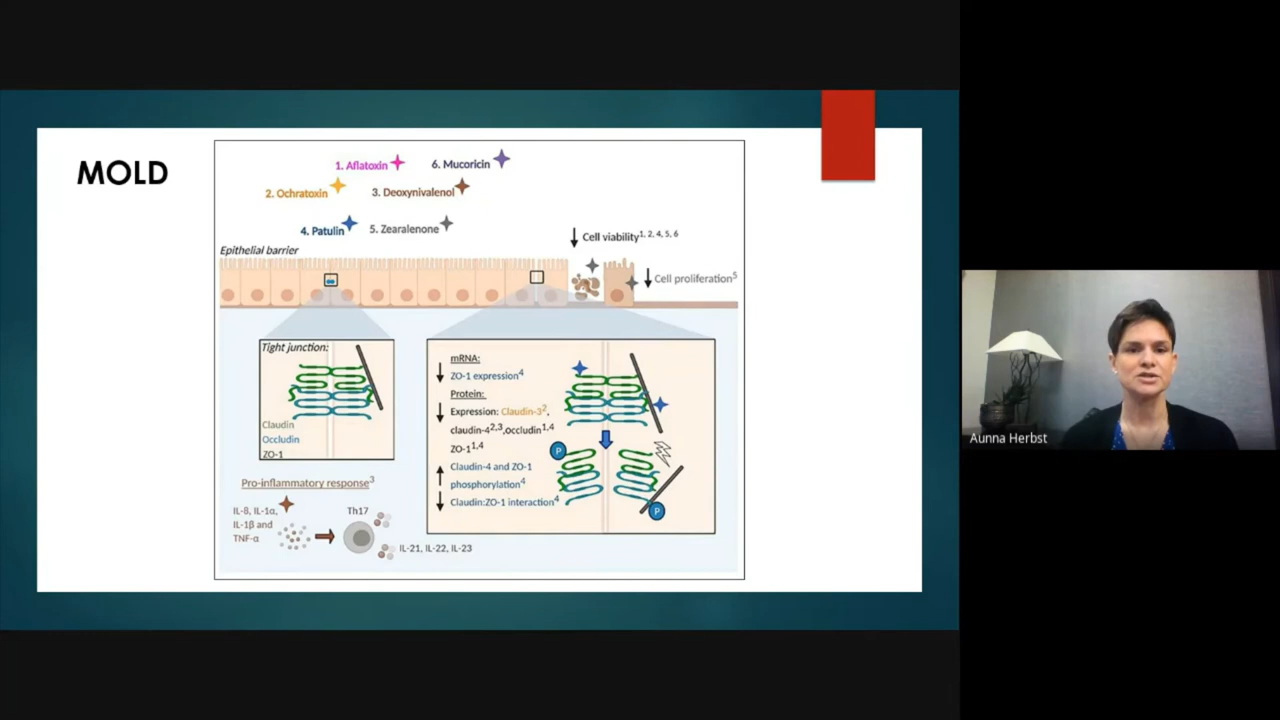 MOLD
1. Aflatoxin
6. Mucoricin
2. Ochratoxin
3. Deoxynivalenol
4. Patulin
5. Zearalenone
Epithelial barrier
Cell viability1, 2, 4, 5, 6
Cell proliferation5
Tight junction:
Claudin
Occludin
ZO-1
mRNA:
ZO-1 expression4
Protein:
Expression: Claudin-32,
claudin-42,3,occludin1,4
ZO-11,4
Claudin-4 and ZO-1
phosphorylation4
Claudin:ZO-1 interaction4
P
P
Pro-inflammatory response3
IL-8, IL-1α,
IL-1β and
TNF-α
Th17
IL-21, IL-22, IL-23
Aunna Herbst